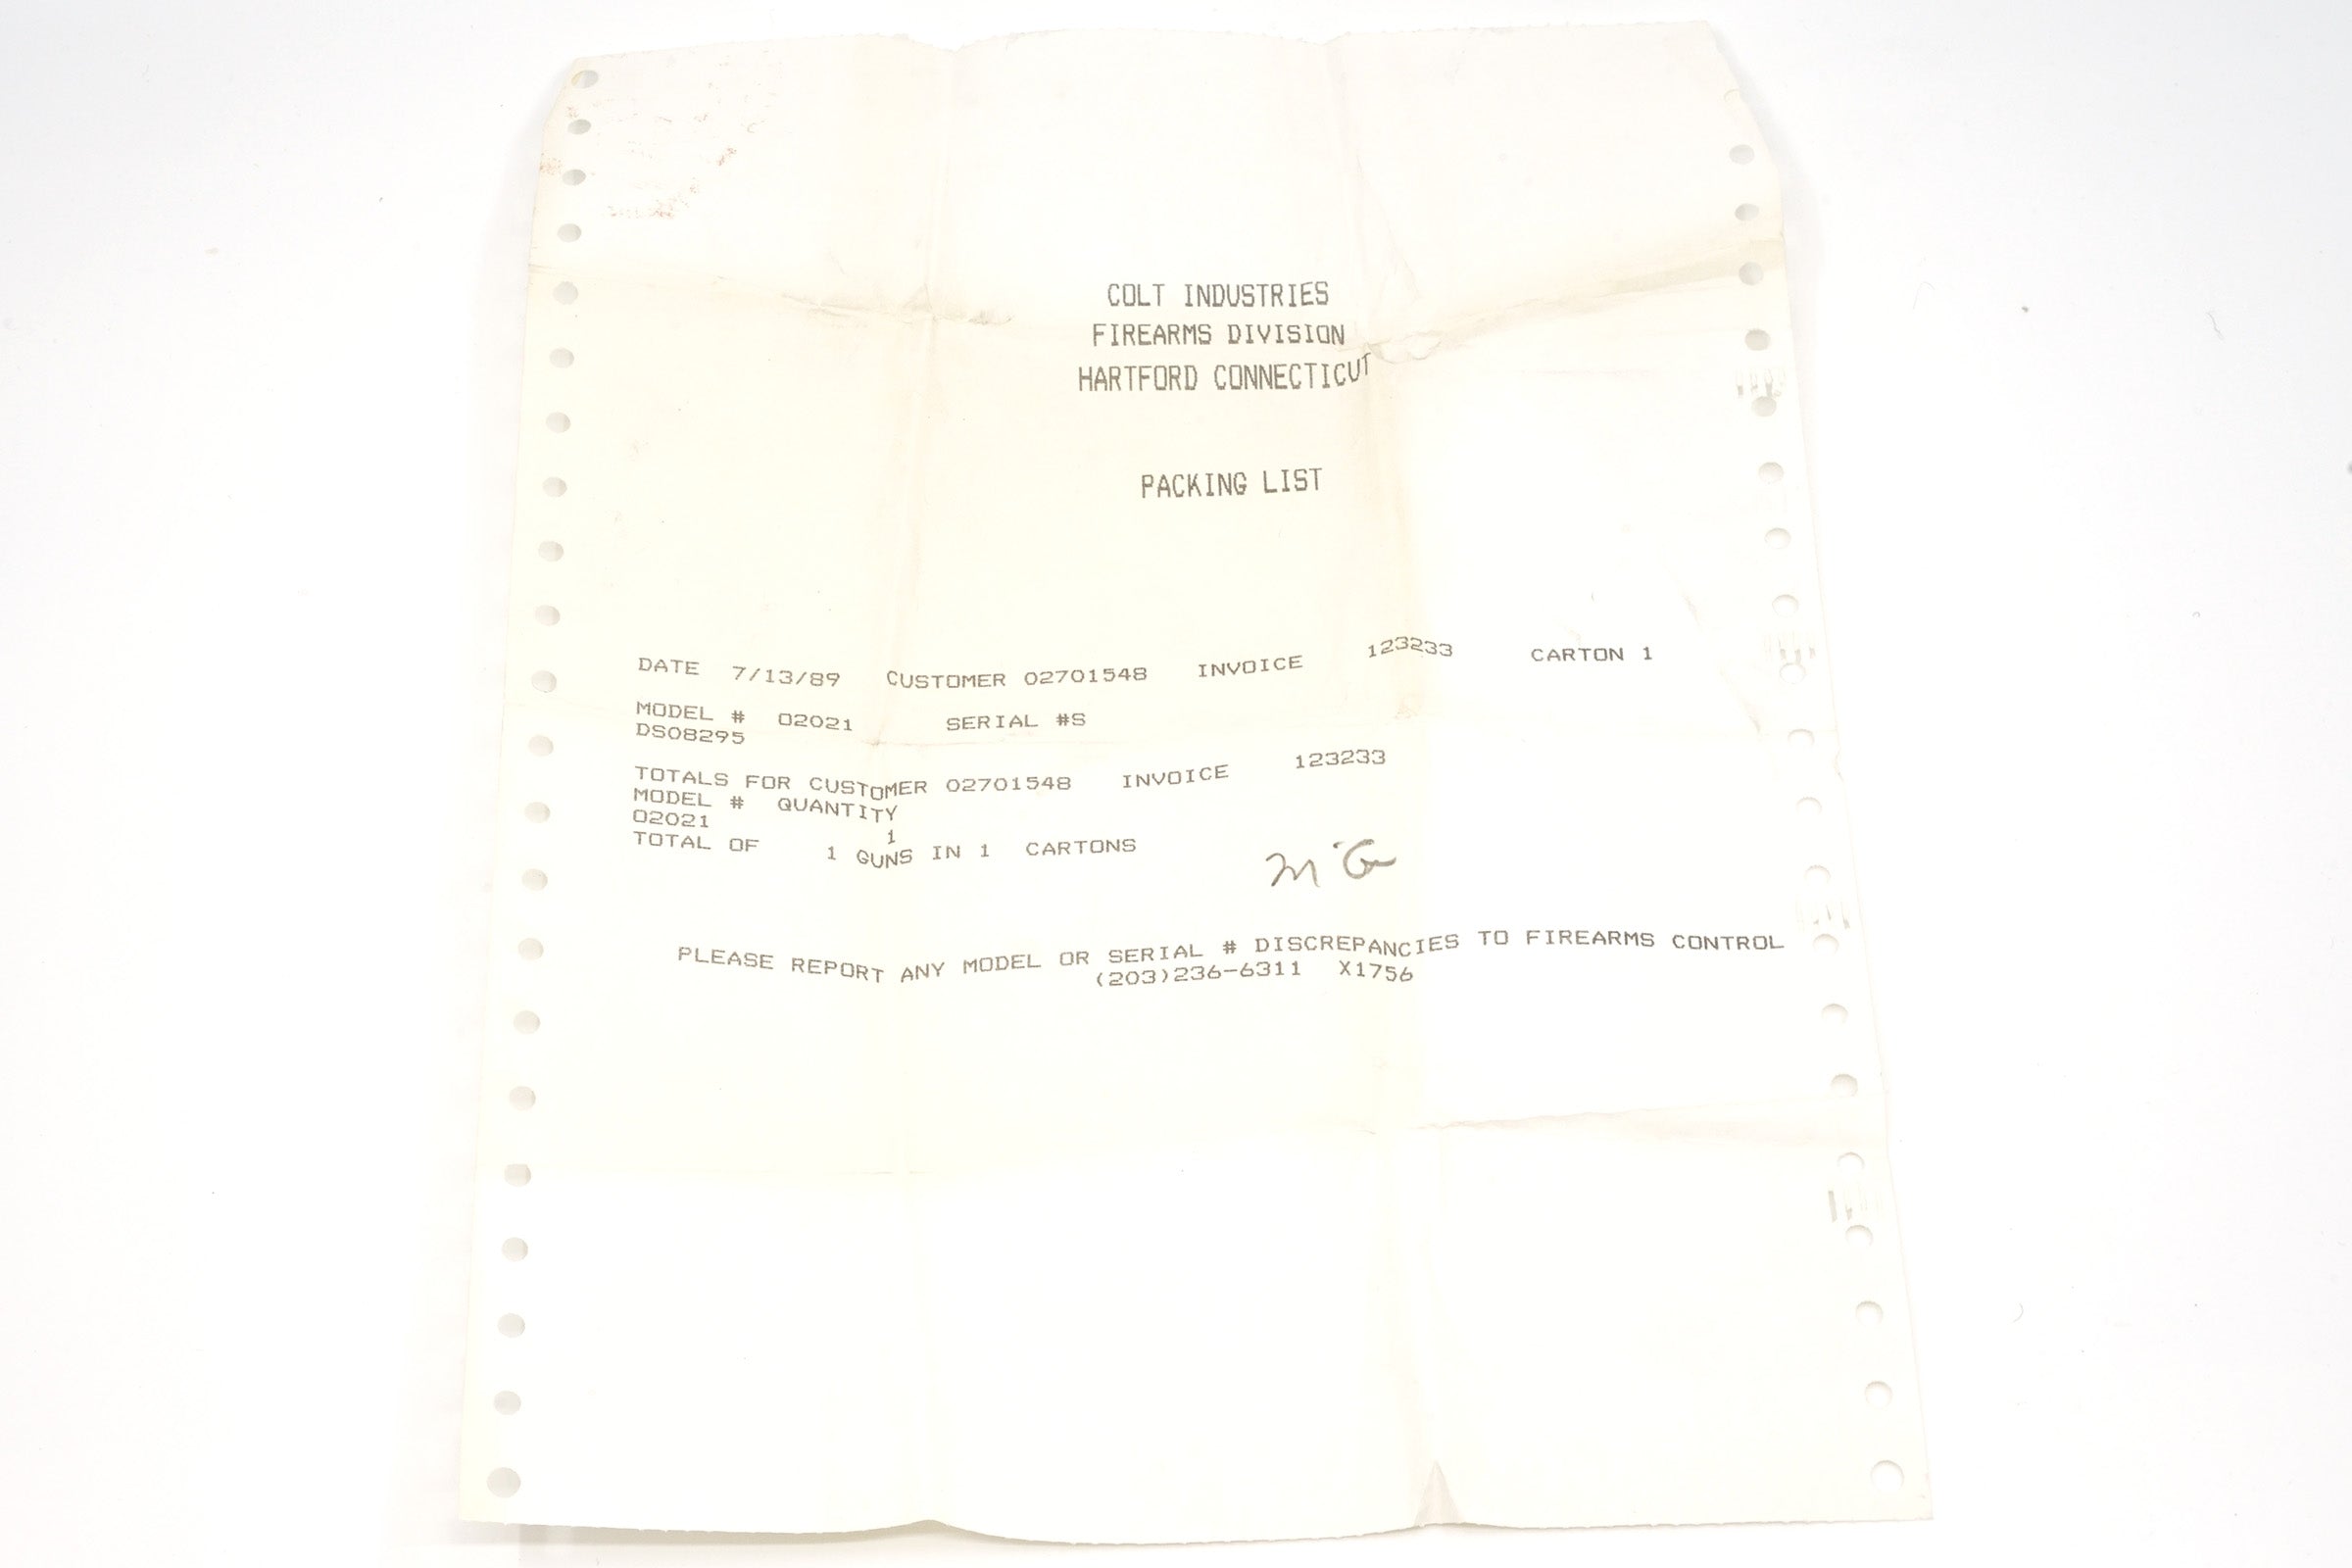 COLT INDUSTRIES
FIREARMS DIVISION
HARTFORD CONNECTICUT
PACKING LIST
DATE 7/13/89 CUSTOMER 02701548 INVOICE 123233 CARTON 1
MODEL # 02021 SERIAL #S
DS08295
TOTALS FOR CUSTOMER 02701548 INVOICE 123233
MODEL # QUANTITY
02021 1
TOTAL OF 1 GUNS IN 1 CARTONS
PLEASE REPORT ANY MODEL OR SERIAL # DISCREPANCIES TO FIREARMS CONTROL
(203)236-6311 X1756